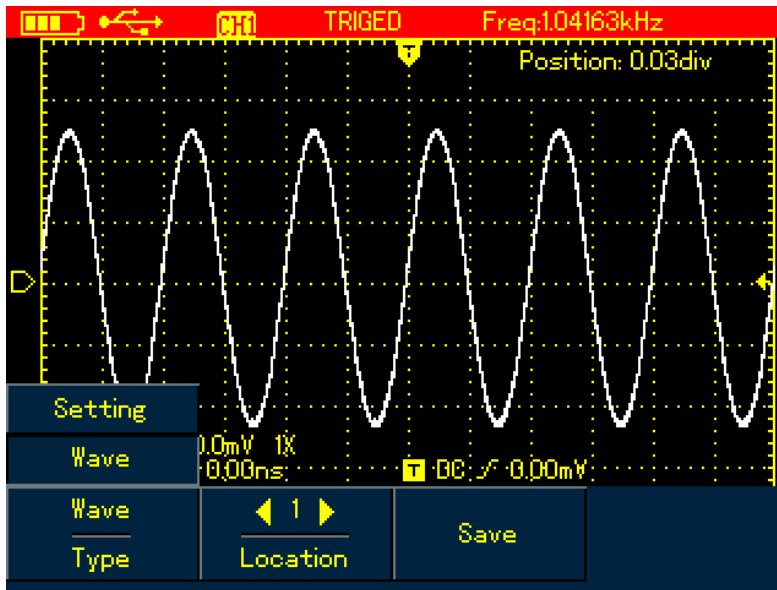 CH1 TRIGED Freq:1.04163kHz
T
Position: 0.03div
Setting
Wave
0.0mV 1X
0.00ns T DC 0.00mV
Wave
Type
1
Location
Save